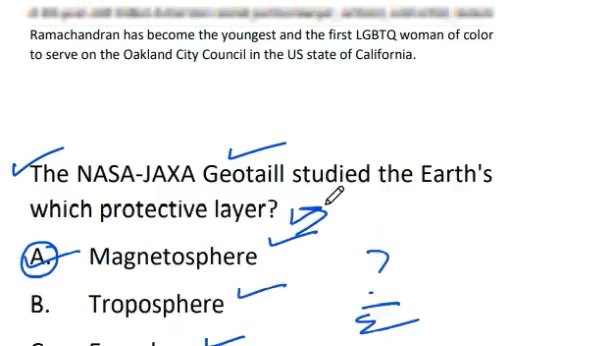 Ramachandran has become the youngest and the first LGBTQ woman of color
to serve on the Oakland City Council in the US state of California.
The NASA-JAXA Geotaill studied the Earth's
which protective layer?
A. Magnetosphere
B. Troposphere
?